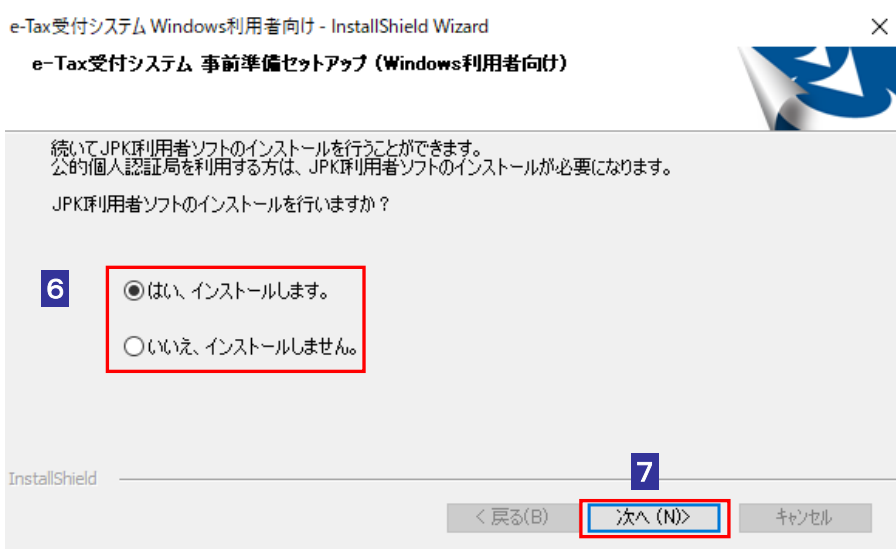 e-Tax受付システム Windows利用者向け - InstallShield Wizard
e-Tax受付システム 事前準備セットアップ (Windows利用者向け)
続いてJPKI利用者ソフトのインストールを行うことができます。
公的個人認証局を利用する方は、JPKI利用者ソフトのインストールが必要になります。
JPKI利用者ソフトのインストールを行いますか？
6
はい、インストールします。
いいえ、インストールしません。
7
InstallShield
< 戻る(B)
次へ (N)>
キャンセル